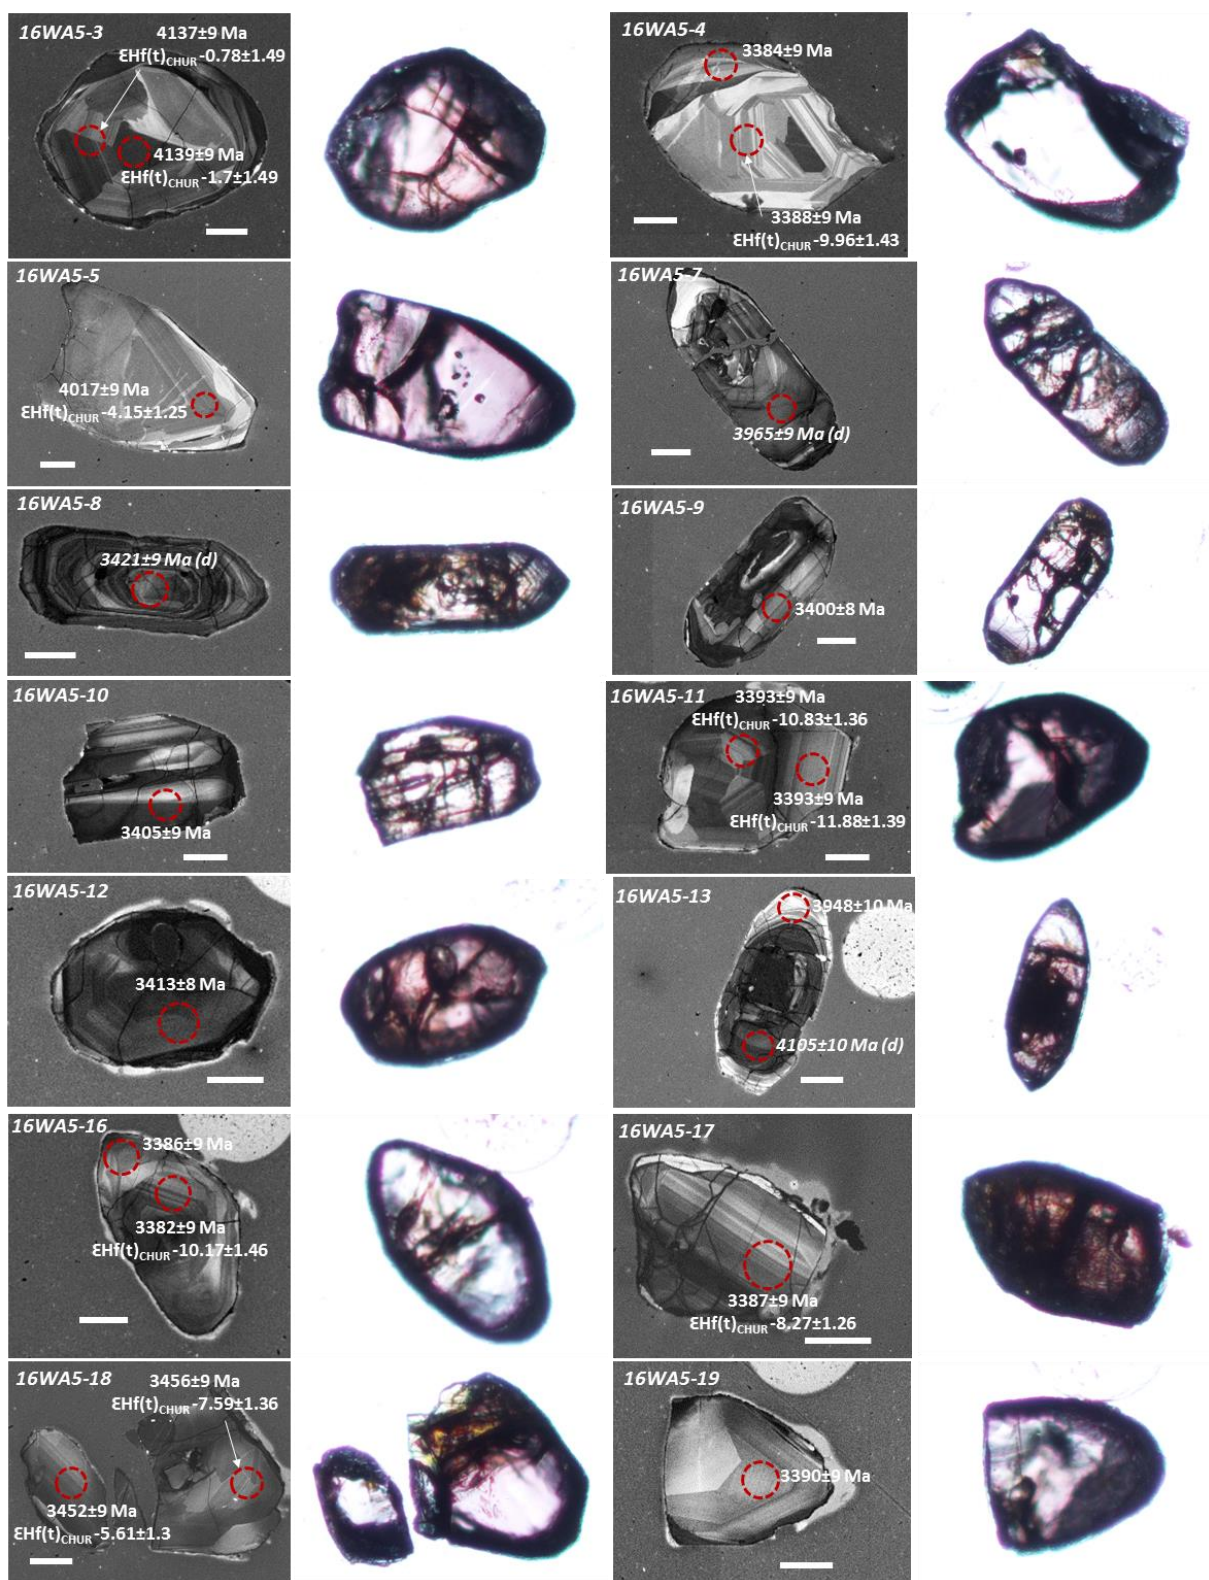 16WA5-3
4137±9 Ma
ƐHf(t)CHUR-0.78±1.49
4139±9 Ma
ƐHf(t)CHUR-1.7±1.49
16WA5-4
3384±9 Ma
3388±9 Ma
ƐHf(t)CHUR-9.96±1.43
16WA5-5
4017±9 Ma
ƐHf(t)CHUR-4.15±1.25
16WA5-7
3965±9 Ma (d)
16WA5-8
3421±9 Ma (d)
16WA5-9
3400±8 Ma
16WA5-10
3405±9 Ma
16WA5-11
3393±9 Ma
ƐHf(t)CHUR-10.83±1.36
3393±9 Ma
ƐHf(t)CHUR-11.88±1.39
16WA5-12
3413±8 Ma
16WA5-13
3948±10 Ma
4105±10 Ma (d)
16WA5-16
3386±9 Ma
3382±9 Ma
ƐHf(t)CHUR-10.17±1.46
16WA5-17
3387±9 Ma
ƐHf(t)CHUR-8.27±1.26
16WA5-18
3456±9 Ma
ƐHf(t)CHUR-7.59±1.36
3452±9 Ma
ƐHf(t)CHUR-5.61±1.3
16WA5-19
3390±9 Ma